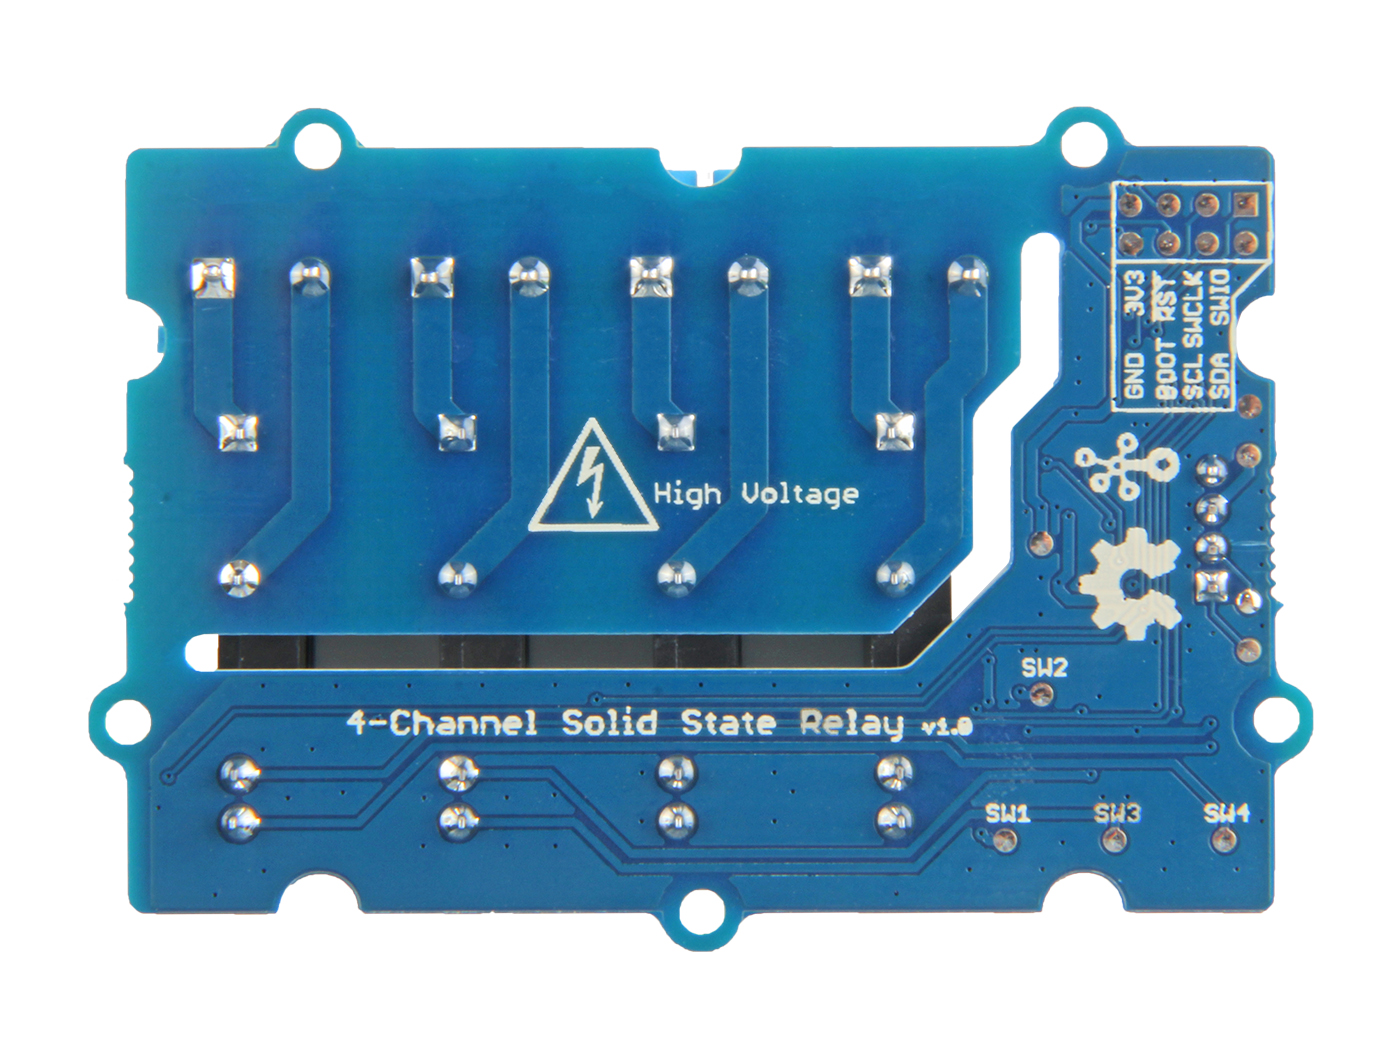 GND 3V3
BOOT RST
SCL SWCLK
SDA SWIO
High Voltage
SW2
4-Channel Solid State Relay v1.0
SW1 SW3 SW4